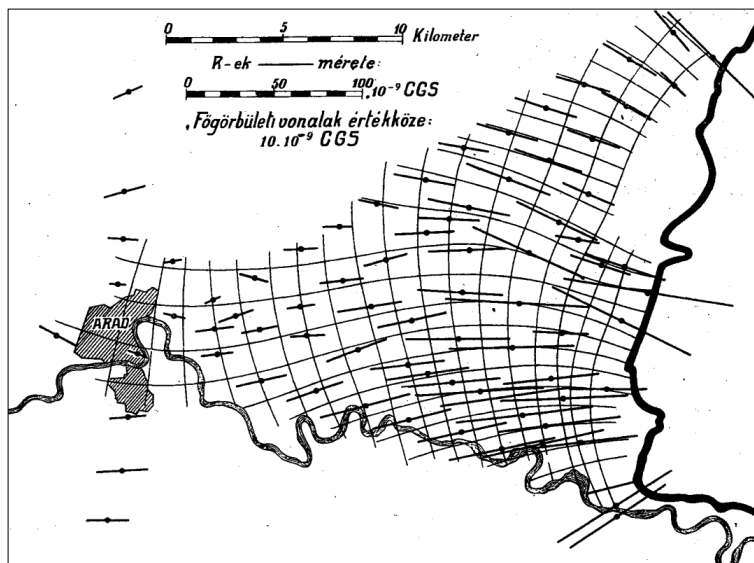 0 5 10 Kilometer
R-ek —— mérete:
0 50 100 .10⁻⁹ CGS
Főgörbületi vonalak értékköze:
10.10⁻⁹ CGS
ARAD